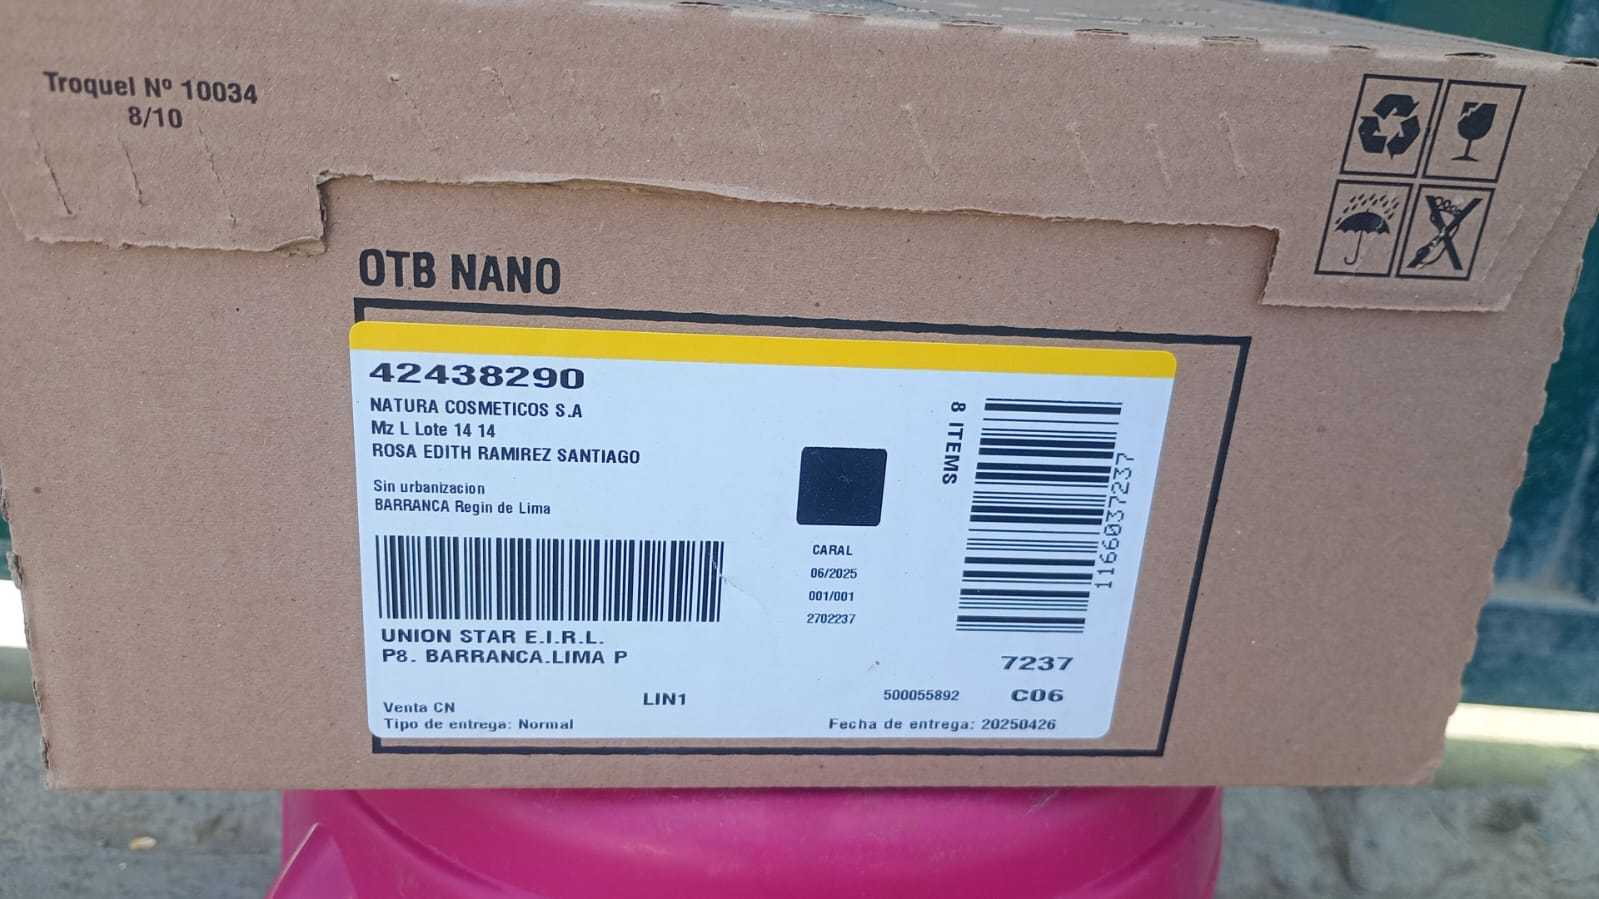 Troquel Nº 10034
8/10
OTB NANO
42438290
NATURA COSMETICOS S.A
Mz L Lote 14 14
ROSA EDITH RAMIREZ SANTIAGO
Sin urbanizacion
BARRANCA Regin de Lima
UNION STAR E.I.R.L.
P8. BARRANCA.LIMA P
LIN1
Venta CN
Tipo de entrega: Normal
CARAL
06/2025
001/001
2702237
8 ITEMS
1166037237
7237
500055892 C06
Fecha de entrega: 20250426